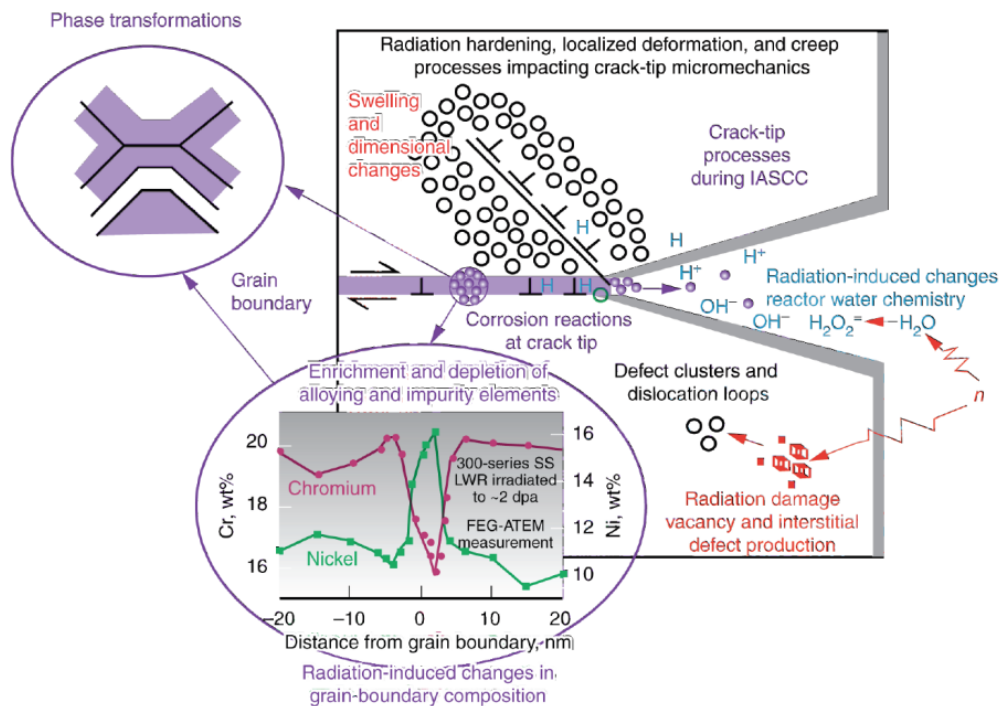 Phase transformations
Radiation hardening, localized deformation, and creep
processes impacting crack-tip micromechanics
Swelling
and
dimensional
changes
Crack-tip
processes
during IASCC
H
H
H⁺
H⁺
Grain
boundary
H
H
OH⁻
OH⁻
Radiation-induced changes
reactor water chemistry
H₂O₂
=
H₂O
Corrosion reactions
at crack tip
n
Defect clusters and
dislocation loops
Radiation damage
vacancy and interstitial
defect production
Enrichment and depletion of
alloying and impurity elements
20
18
16
Cr, wt%
16
14
12
10
Ni, wt%
Chromium
Nickel
300-series SS
LWR irradiated
to ~2 dpa
FEG-ATEM
measurement
−20
−10
0
10
20
Distance from grain boundary, nm
Radiation-induced changes in
grain-boundary composition